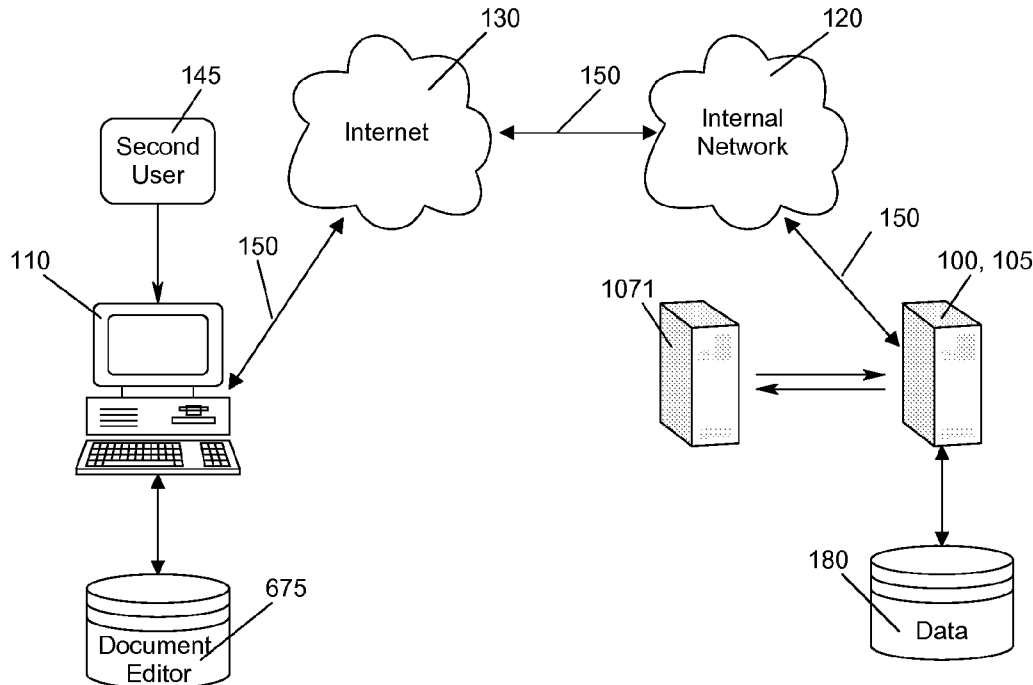 130
120
145
150
Internet
Internal
Network
Second
User
150
150
110
100, 105
1071
675
180
Document
Editor
Data